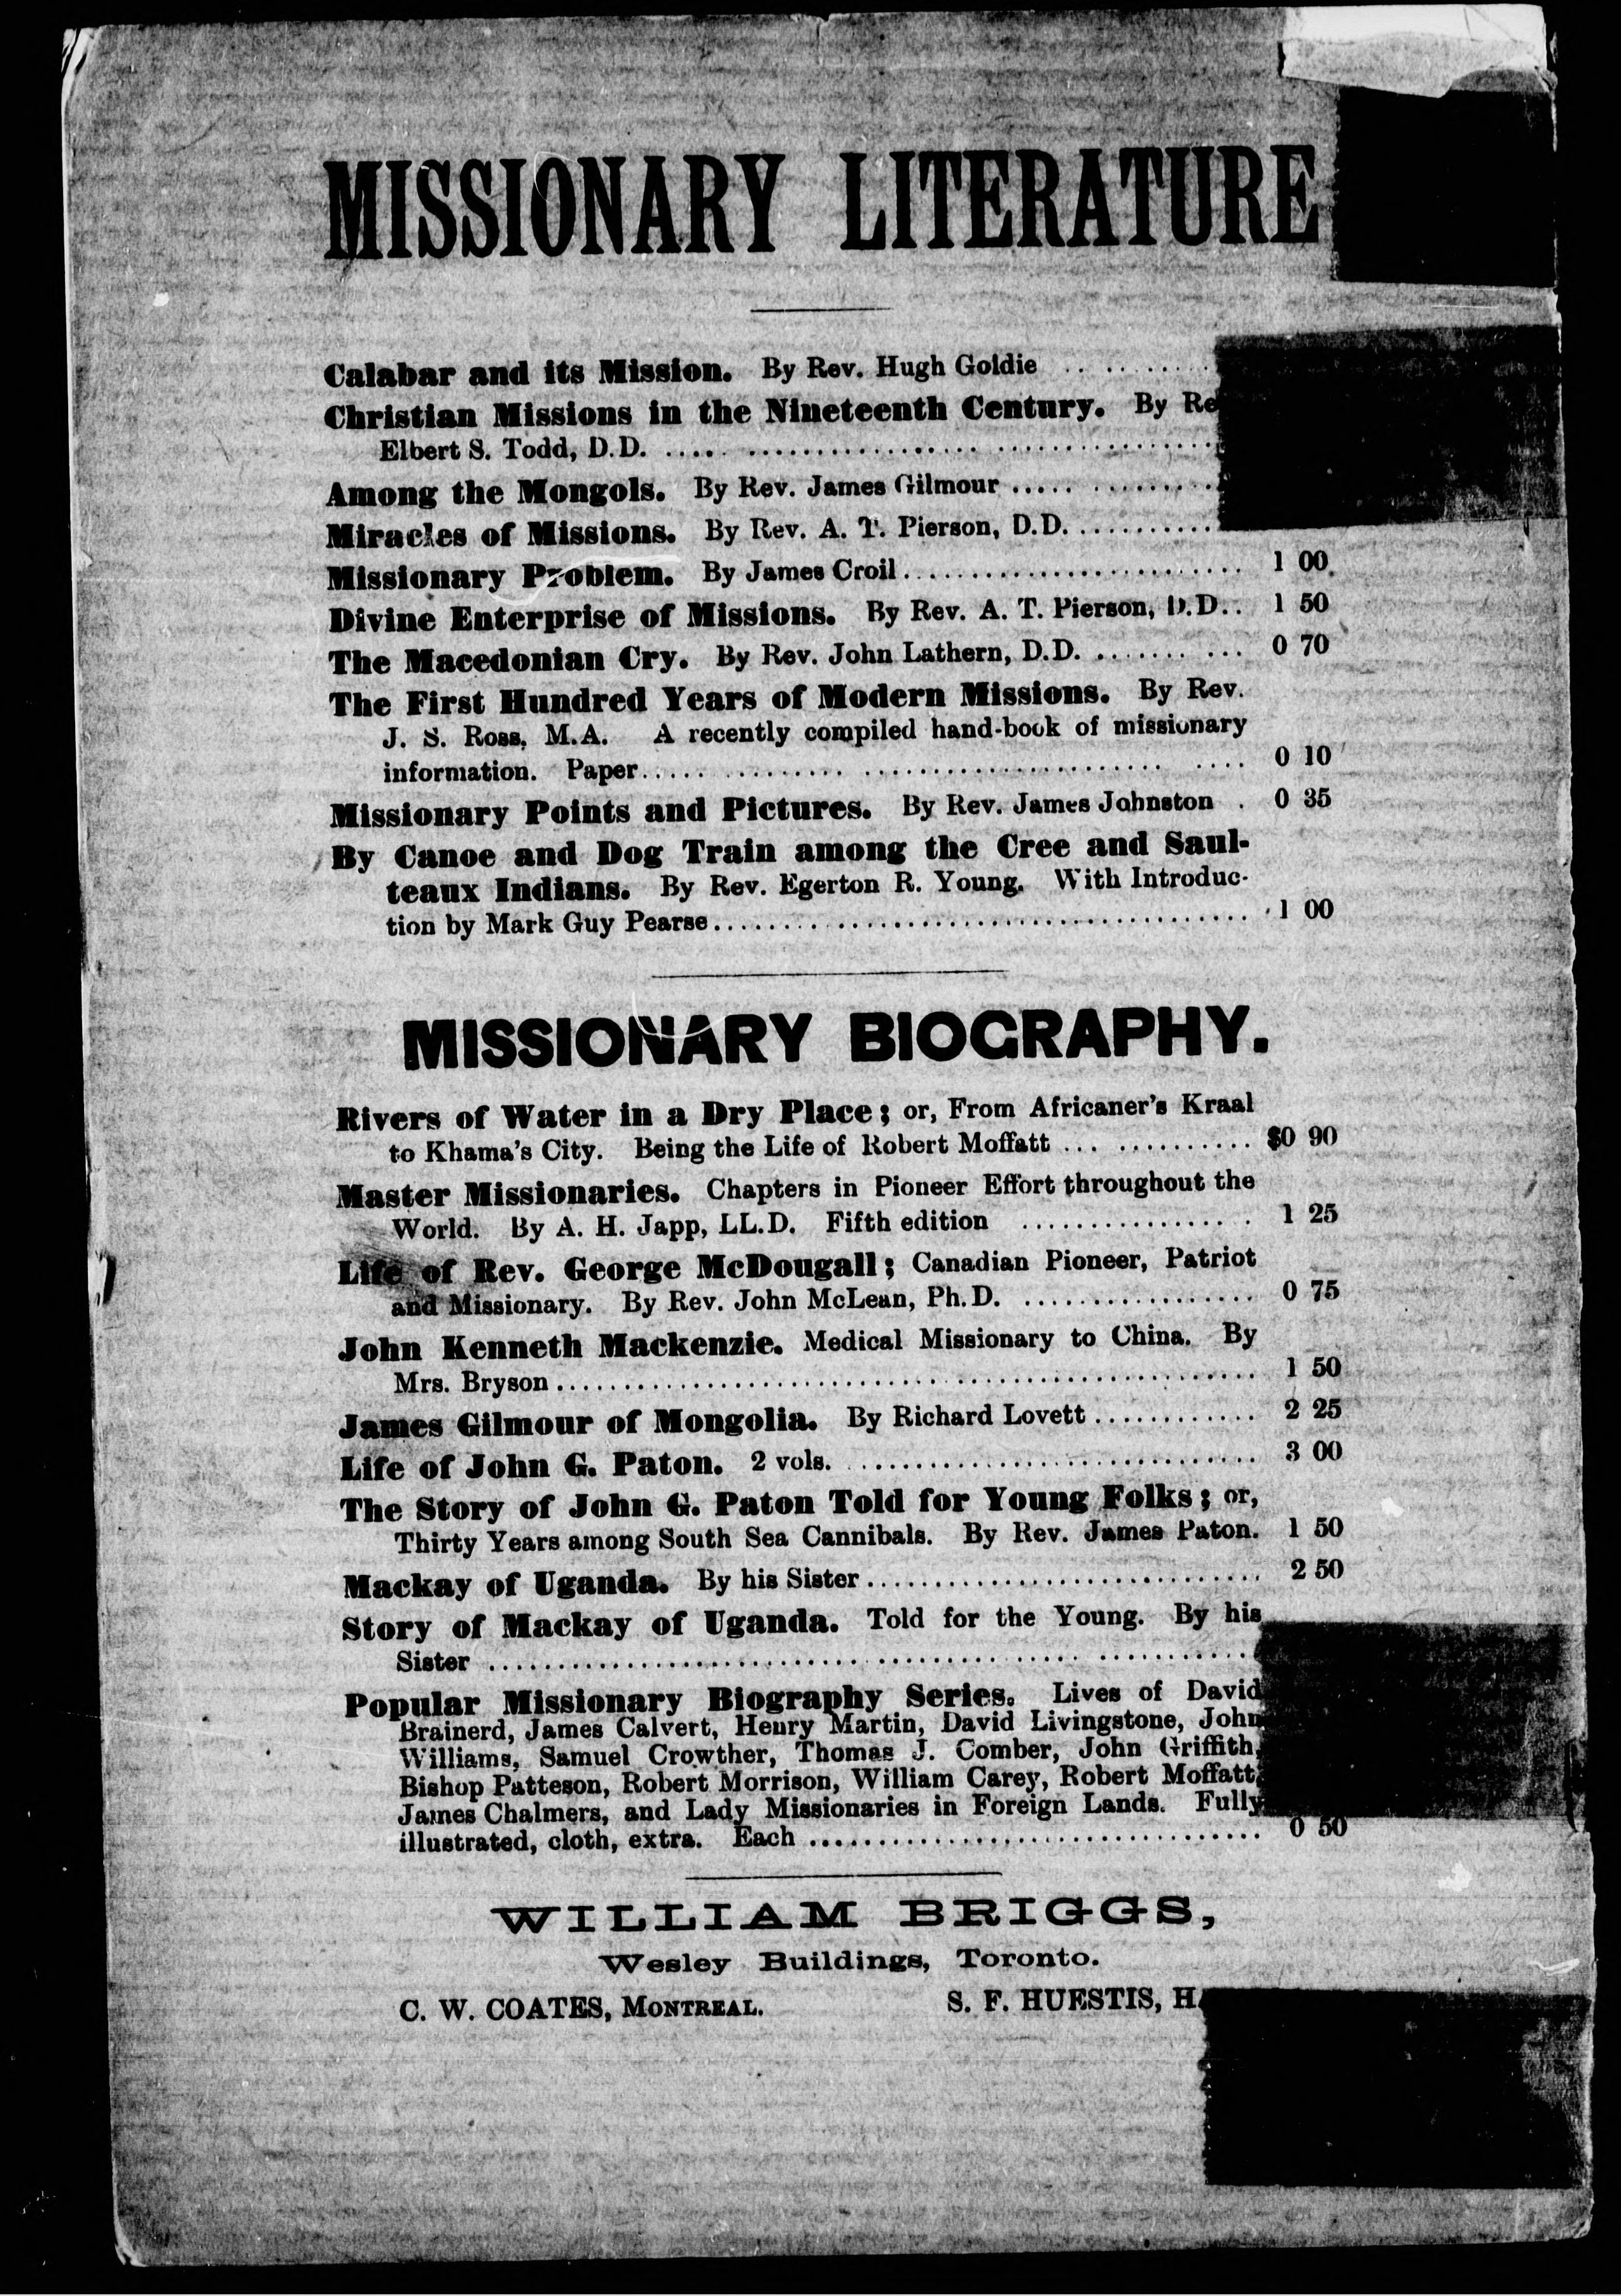 MISSIONARY LITERATURE
Calabar and its Mission. By Rev. Hugh Goldie .........
Christian Missions in the Nineteenth Century. By
Elbert S. Todd, D.D. ........................................
Among the Mongols. By Rev. James Gilmour ..............
Miracles of Missions. By Rev. A. T. Pierson, D.D. ...........
Missionary Problem. By James Croil......................... 1 00
Divine Enterprise of Missions. By Rev. A. T. Pierson, D.D.. 1 50
The Macedonian Cry. By Rev. John Lathern, D.D. .......... 0 70
The First Hundred Years of Modern Missions. By Rev.
J. S. Ross, M.A. A recently compiled hand-book of missionary
information. Paper........................................ 0 10
Missionary Points and Pictures. By Rev. James Johnston . 0 35
By Canoe and Dog Train among the Cree and Saul-
teaux Indians. By Rev. Egerton R. Young. With Introduc-
tion by Mark Guy Pearse....................................... 1 00
MISSIONARY BIOGRAPHY.
Rivers of Water in a Dry Place; or, From Africaner's Kraal
to Khama's City. Being the Life of Robert Moffatt ............. $0 90
Master Missionaries. Chapters in Pioneer Effort throughout the
World. By A. H. Japp, LL.D. Fifth edition ................. 1 25
Life of Rev. George McDougall; Canadian Pioneer, Patriot
and Missionary. By Rev. John McLean, Ph.D. ................. 0 75
John Kenneth Mackenzie. Medical Missionary to China. By
Mrs. Bryson.................................................. 1 50
James Gilmour of Mongolia. By Richard Lovett............ 2 25
Life of John G. Paton. 2 vols. .............................. 3 00
The Story of John G. Paton Told for Young Folks; or,
Thirty Years among South Sea Cannibals. By Rev. James Paton. 1 50
Mackay of Uganda. By his Sister............................. 2 50
Story of Mackay of Uganda. Told for the Young. By his
Sister ......................................................
Popular Missionary Biography Series. Lives of David
Brainerd, James Calvert, Henry Martin, David Livingstone, John
Williams, Samuel Crowther, Thomas J. Comber, John Griffith,
Bishop Patteson, Robert Morrison, William Carey, Robert Moffatt,
James Chalmers, and Lady Missionaries in Foreign Lands. Fully
illustrated, cloth, extra. Each ................................. 0 50
WILLIAM BRIGGS,
Wesley Buildings, Toronto.
C. W. COATES, MONTREAL. S. F. HUESTIS,